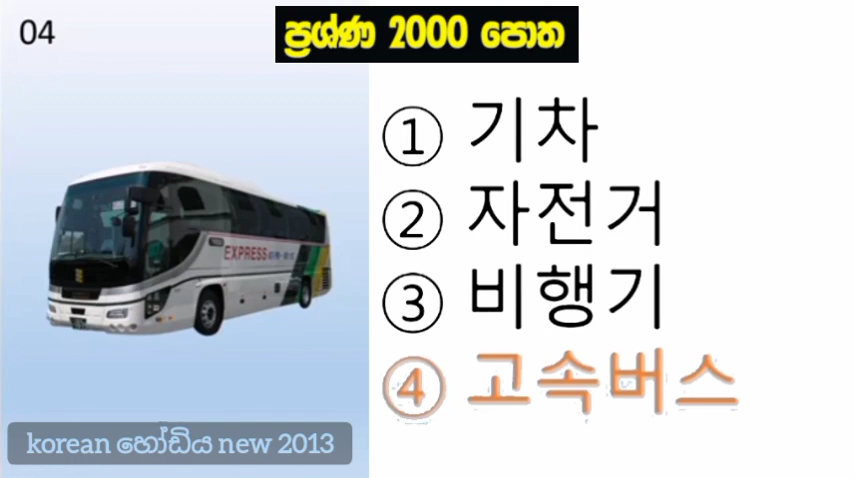 04
ප්‍රශ්ණ 2000 පොත
① 기차
② 자전거
③ 비행기
④ 고속버스
EXPRESS
korean හෝඩිය new 2013